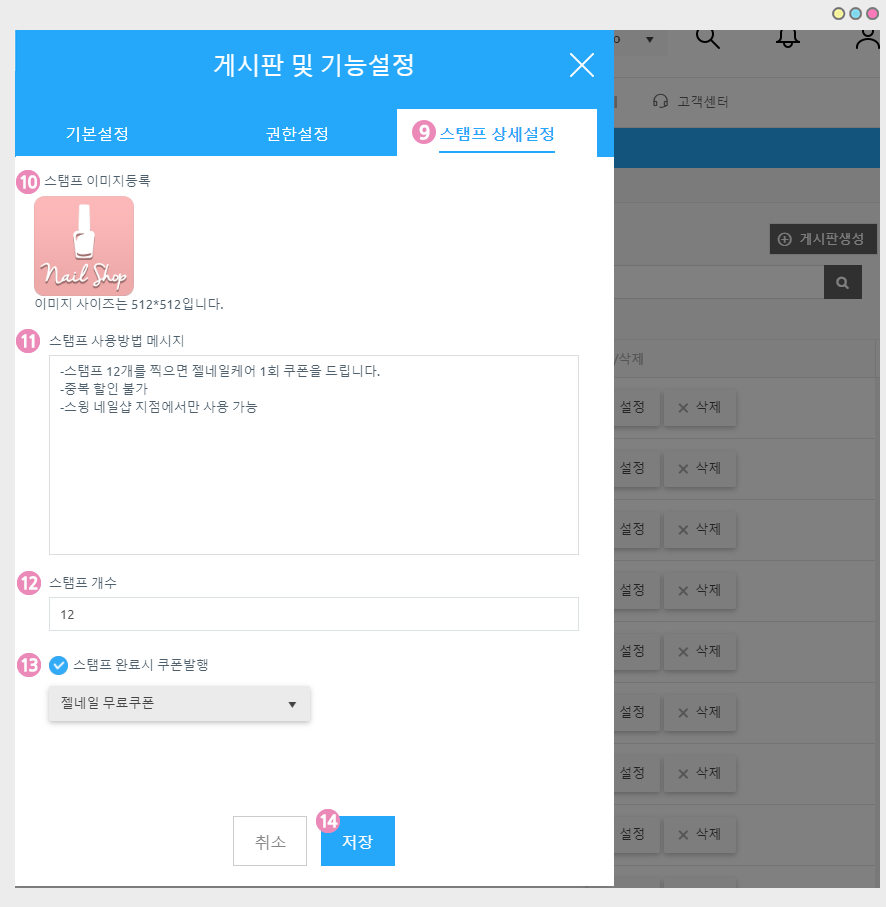 게시판 및 기능설정
기본설정
권한설정
9 스탬프 상세설정
고객센터
게시판생성
/삭제
10 스탬프 이미지등록
Nail Shop
이미지 사이즈는 512*512입니다.
11 스탬프 사용방법 메시지
-스탬프 12개를 찍으면 젤네일케어 1회 쿠폰을 드립니다.
-중복 할인 불가
-스윙 네일샵 지점에서만 사용 가능
12 스탬프 개수
12
13 스탬프 완료시 쿠폰발행
젤네일 무료쿠폰
취소
14 저장
설정 삭제
설정 삭제
설정 삭제
설정 삭제
설정 삭제
설정 삭제
설정 삭제
설정 삭제